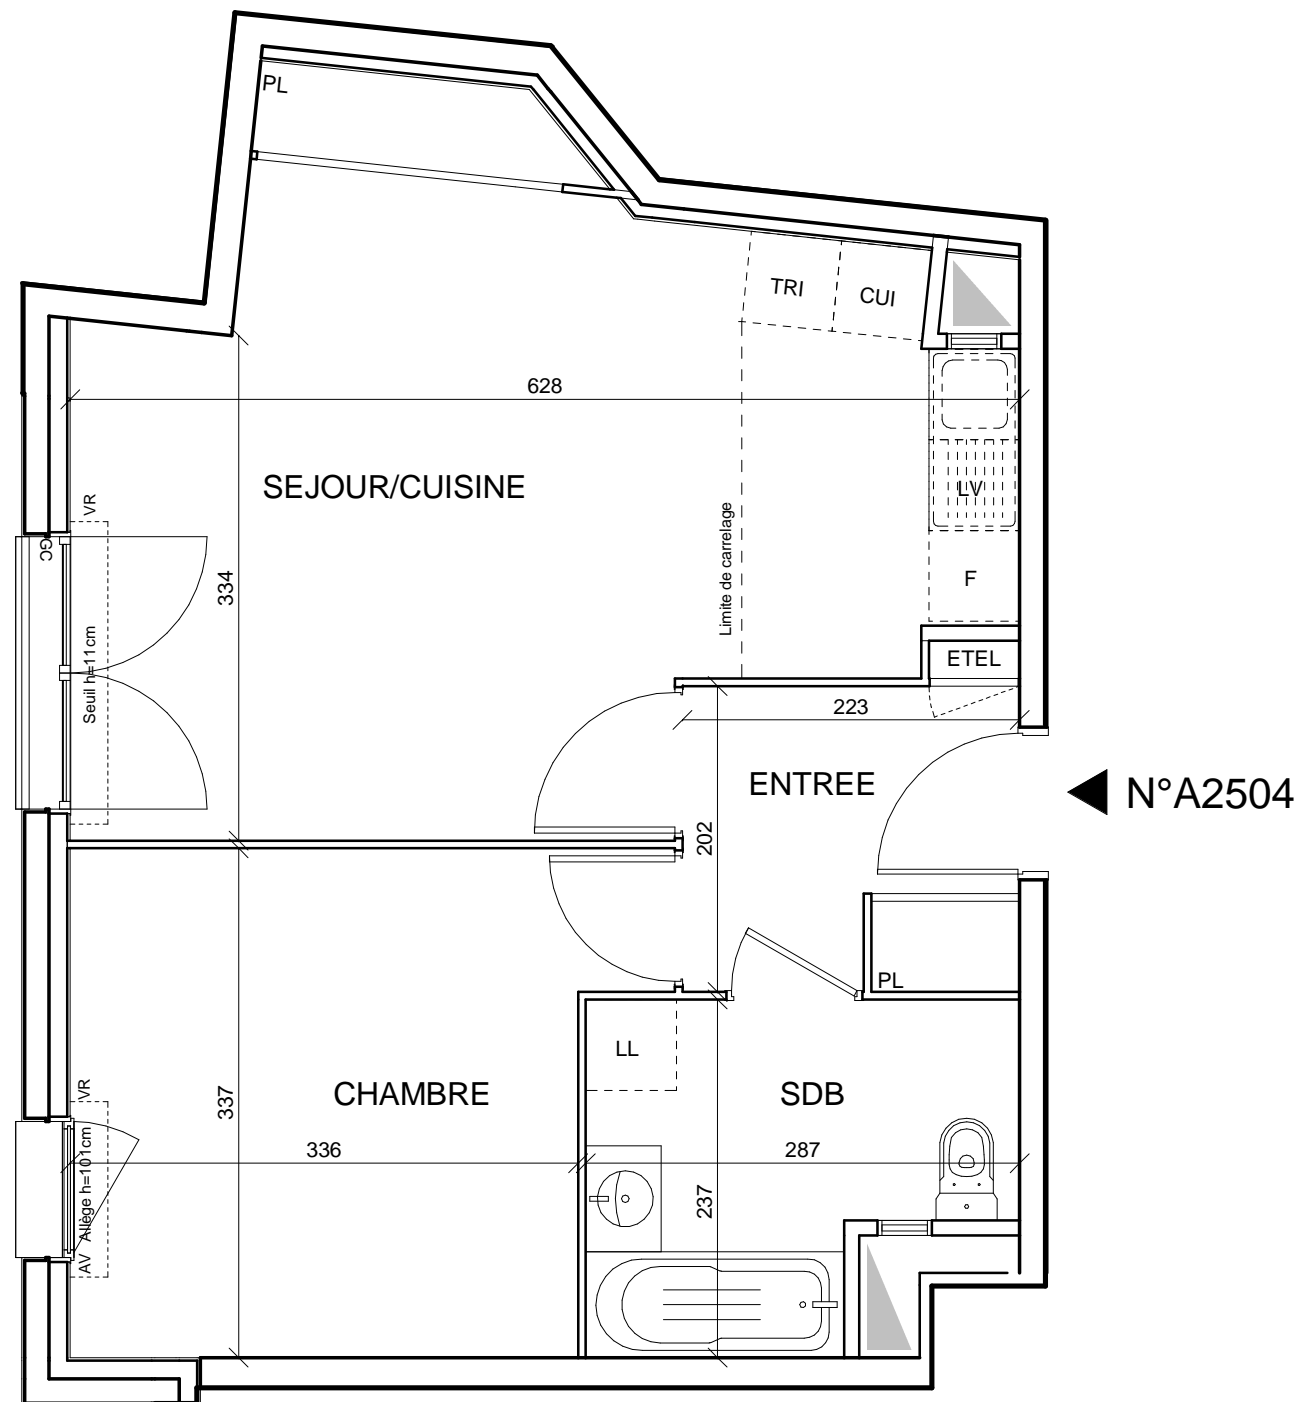 PL
TRI
CUI
628
SEJOUR/CUISINE
LV
VR
GC
Limite de carrelage
F
334
Seuil h=11cm
ETEL
223
ENTREE
N°A2504
202
PL
LL
CHAMBRE
SDB
VR
337
336
287
AV Allège h=101cm
237